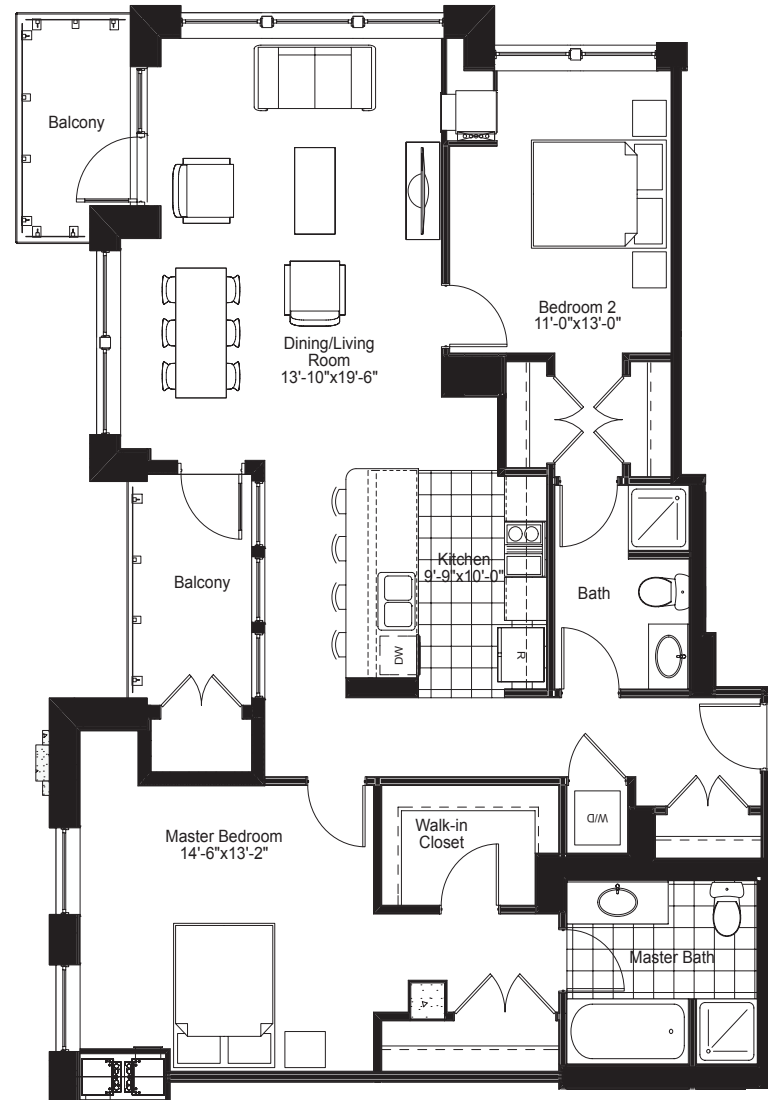 Balcony
Bedroom 2
11'-0"x13'-0"
Dining/Living
Room
13'-10"x19'-6"
Kitchen
9'-9"x10'-0"
Balcony
Bath
DW
R
W/D
Master Bedroom
14'-6"x13'-2"
Walk-in
Closet
Master Bath